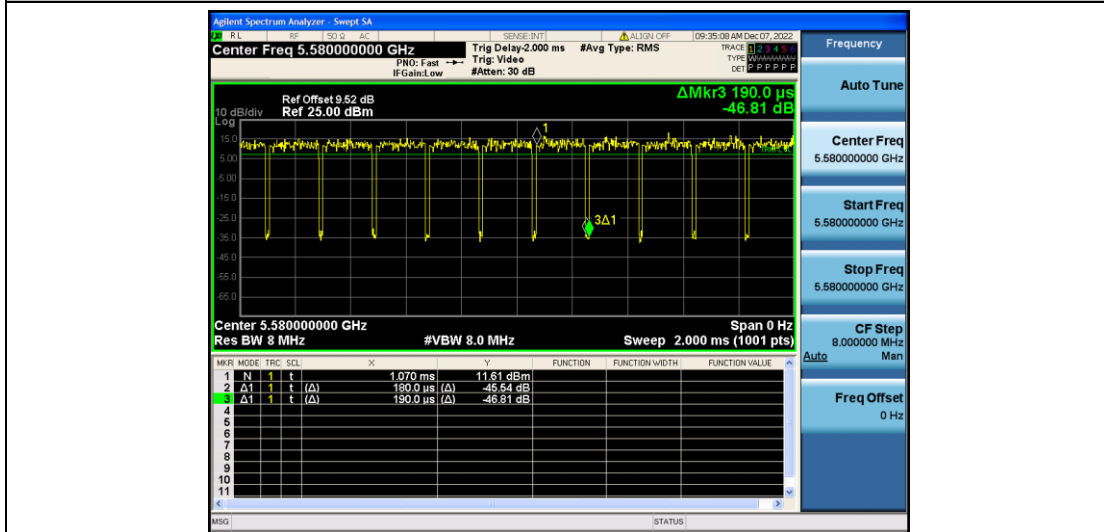 Agilent Spectrum Analyzer - Swept SA
RL RF 50 Ω AC SENSE:INT ALIGN OFF 09:35:08 AM Dec 07, 2022
Center Freq 5.580000000 GHz
Trig Delay-2.000 ms #Avg Type: RMS
TRACE 1 2 3 4 5 6
PNO: Fast Trig: Video
TYPE
IFGain:Low #Atten: 30 dB
DET P P P P P P
ΔMkr3 190.0 µs
-46.81 dB
Ref Offset 9.52 dB
10 dB/div Ref 25.00 dBm
Log
15.0
5.00
-5.00
-15.0
-25.0
-35.0
-45.0
-55.0
-65.0
1
3Δ1
Center 5.580000000 GHz Span 0 Hz
Res BW 8 MHz #VBW 8.0 MHz Sweep 2.000 ms (1001 pts)
MKR MODE TRC SCL X Y FUNCTION FUNCTION WIDTH FUNCTION VALUE
1 N 1 t 1.070 ms 11.61 dBm
2 Δ1 1 t (Δ) 180.0 µs (Δ) -45.54 dB
3 Δ1 1 t (Δ) 190.0 µs (Δ) -46.81 dB
4
5
6
7
8
9
10
11
MSG STATUS
Frequency
Auto Tune
Center Freq
5.580000000 GHz
Start Freq
5.580000000 GHz
Stop Freq
5.580000000 GHz
CF Step
8.000000 MHz
Auto Man
Freq Offset
0 Hz